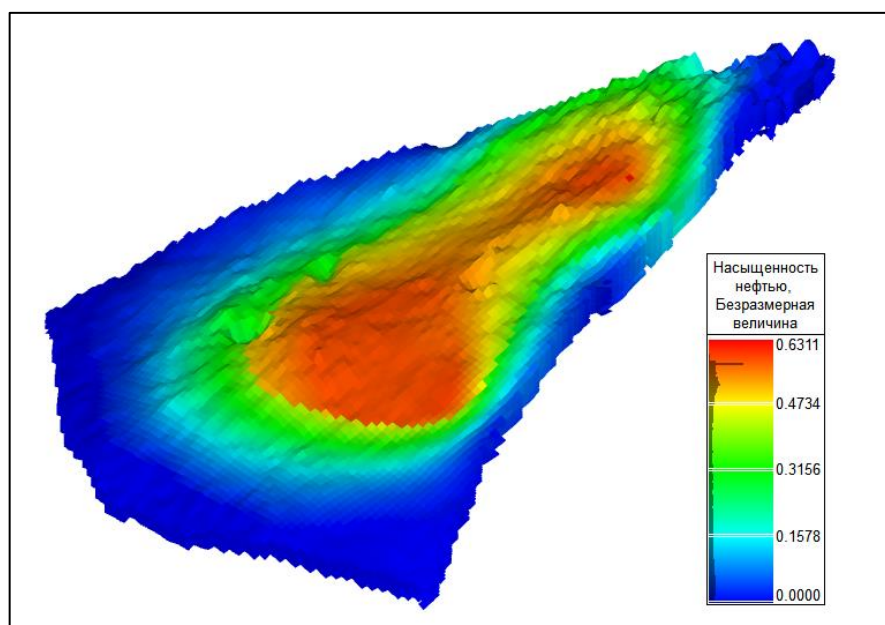 Насыщенность
нефтью,
Безразмерная
величина
0.6311
0.4734
0.3156
0.1578
0.0000